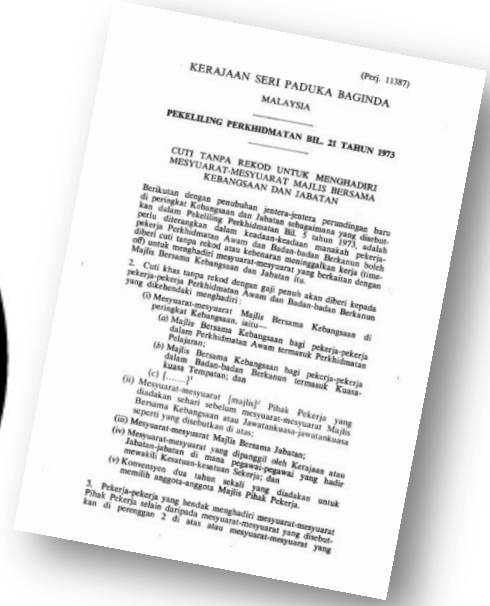 (Perj. 11387)
KERAJAAN SERI PADUKA BAGINDA
MALAYSIA
PEKELILING PERKHIDMATAN BIL. 21 TAHUN 1973
CUTI TANPA REKOD UNTUK MENGHADIRI
MESYUARAT-MESYUARAT MAJLIS BERSAMA
KEBANGSAAN DAN JABATAN
Berikutan dengan penubuhan jentera-jentera perundingan baru
di peringkat Kebangsaan dan Jabatan sebagaimana yang disebut-
kan dalam Pekeliling Perkhidmatan Bil. 5 tahun 1973, adalah
perlu diterangkan dalam keadaan-keadaan manakah pekerja-
pekerja Perkhidmatan Awam dan Badan-badan Berkanun boleh
diberi cuti tanpa rekod atau kebenaran meninggalkan kerja (time-
off) untuk menghadiri mesyuarat-mesyuarat yang berkaitan dengan
Majlis Bersama Kebangsaan dan Jabatan itu.
2. Cuti khas tanpa rekod dengan gaji penuh akan diberi kepada
pekerja-pekerja Perkhidmatan Awam dan Badan-badan Berkanun
yang dikehendaki menghadiri:
(i) Mesyuarat-mesyuarat Majlis Bersama Kebangsaan di
peringkat Kebangsaan, iaitu—
(a) Majlis Bersama Kebangsaan bagi pekerja-pekerja
dalam Perkhidmatan Awam termasuk Perkhidmatan
Pelajaran;
(b) Majlis Bersama Kebangsaan bagi pekerja-pekerja
dalam Badan-badan Berkanun termasuk Kuasa-
kuasa Tempatan; dan
(c) [.......]¹
(ii) Mesyuarat-mesyuarat [majlis]² Pihak Pekerja yang
diadakan sehari sebelum mesyuarat-mesyuarat Majlis
Bersama Kebangsaan atau Jawatankuasa-jawatankuasa
seperti yang disebutkan di atas;
(iii) Mesyuarat-mesyuarat Majlis Bersama Jabatan;
(iv) Mesyuarat-mesyuarat yang dipanggil oleh Kerajaan atau
Jabatan-jabatan di mana pegawai-pegawai yang hadir
mewakili Kesatuan-kesatuan Sekerja; dan
(v) Konvensyen dua tahun sekali yang diadakan untuk
memilih anggota-anggota Majlis Pihak Pekerja.
3. Pekerja-pekerja yang hendak menghadiri mesyuarat-mesyuarat
Pihak Pekerja selain daripada mesyuarat-mesyuarat yang disebut-
kan di perenggan 2 di atas atau mesyuarat-mesyuarat yang